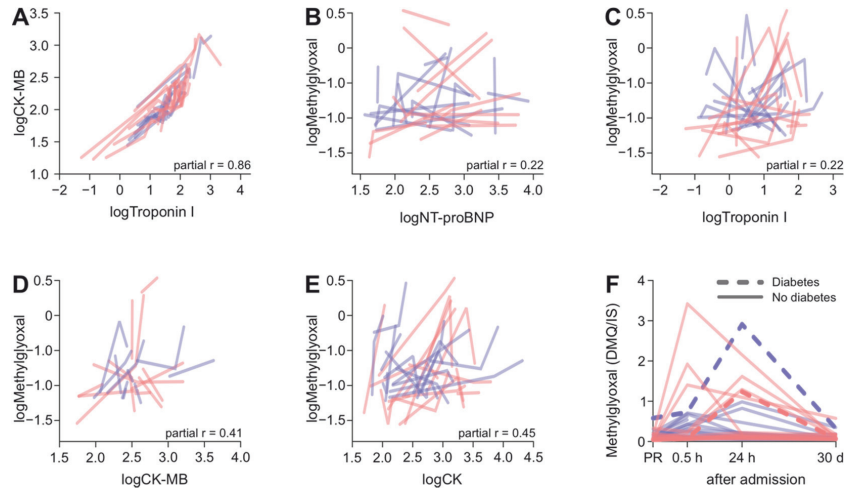 A
3.5
3.0
2.5
2.0
1.5
1.0
logCK-MB
partial r = 0.86
−2 −1 0 1 2 3 4
logTroponin I
B
0.5
0
−1.0
−1.0
−1.5
logMethylglyoxal
partial r = 0.22
1.5 2.0 2.5 3.0 3.5 4.0
logNT-proBNP
C
0.5
0
−1.0
−1.0
−1.5
logMethylglyoxal
partial r = 0.22
−2 −1 0 1 2 3
logTroponin I
D
0.5
0
−1.0
−1.0
−1.5
logMethylglyoxal
partial r = 0.41
1.5 2.0 2.5 3.0 3.5 4.0
logCK-MB
E
0.5
0
−1.0
−1.0
−1.5
logMethylglyoxal
partial r = 0.45
1.5 2.0 2.5 3.0 3.5 4.0 4.5
logCK
F
4
3
2
1
0
Methylglyoxal (DMQ/IS)
Diabetes
No diabetes
PR 0.5 h 24 h 30 d
after admission